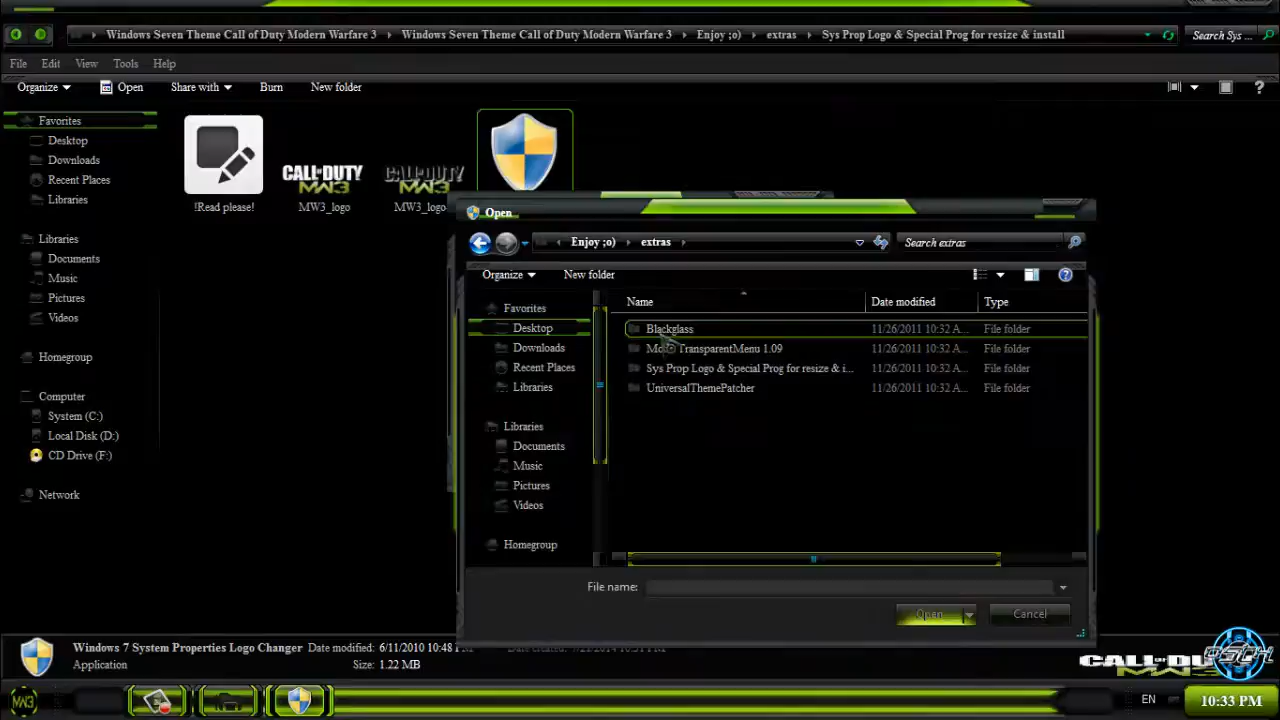 Windows Seven Theme Call of Duty Modern Warfare 3 Windows Seven Theme Call of Duty Modern Warfare 3 Enjoy ;o) extras Sys Prop Logo & Special Prog for resize & install Search Sys ...
File Edit View Tools Help
Organize Open Share with Burn New folder
Favorites
Desktop
Downloads
Recent Places
Libraries
Libraries
Documents
Music
Pictures
Videos
Homegroup
Computer
System (C:)
Local Disk (D:)
CD Drive (F:)
Network
CALL·DUTY
MW3
CALL·DUTY
MW3
!Read please! MW3_logo MW3_logo
Open
Enjoy ;o) extras Search extras
Organize New folder
Favorites
Desktop
Downloads
Recent Places
Libraries
Libraries
Documents
Music
Pictures
Videos
Homegroup
Name Date modified Type
Blackglass 11/26/2011 10:32 A... File folder
TransparentMenu 1.09 11/26/2011 10:32 A... File folder
Sys Prop Logo & Special Prog for resize & i... 11/26/2011 10:32 A... File folder
UniversalThemePatcher 11/26/2011 10:32 A... File folder
File name:
Open Cancel
Windows 7 System Properties Logo Changer Date modified: 6/11/2010 10:48
Application Size: 1.22 MB
MW3
EN 10:33 PM